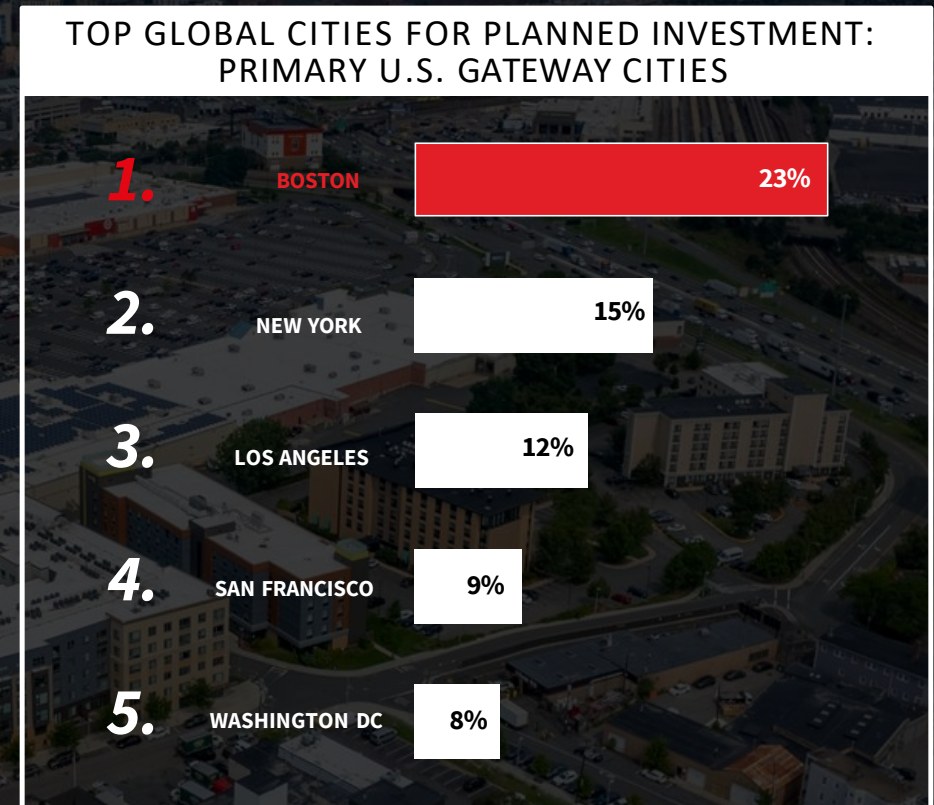 TOP GLOBAL CITIES FOR PLANNED INVESTMENT:
PRIMARY U.S. GATEWAY CITIES
1. BOSTON 23%
2. NEW YORK 15%
3. LOS ANGELES 12%
4. SAN FRANCISCO 9%
5. WASHINGTON DC 8%